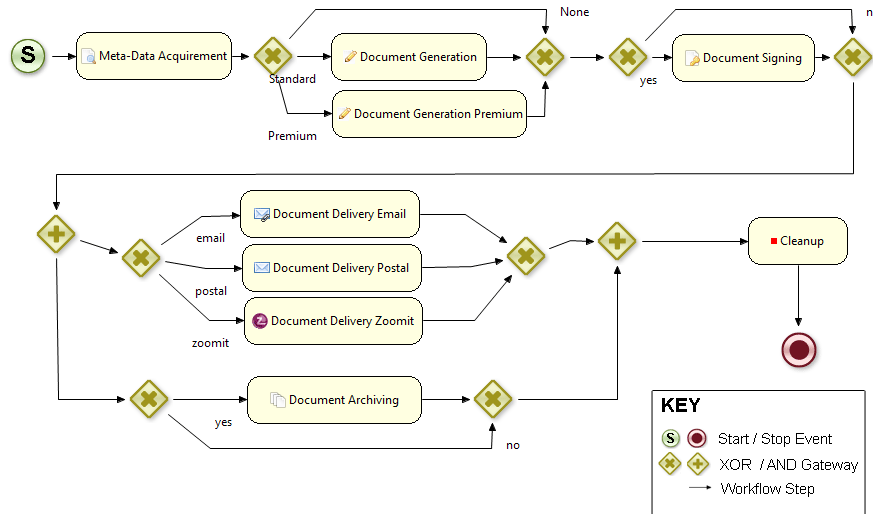 None
n
S
Meta-Data Acquirement
Document Generation
Document Signing
Standard
yes
Document Generation Premium
Premium
Document Delivery Email
email
Cleanup
Document Delivery Postal
postal
Document Delivery Zoomit
zoomit
Document Archiving
yes
no
KEY
S Start / Stop Event
XOR / AND Gateway
Workflow Step